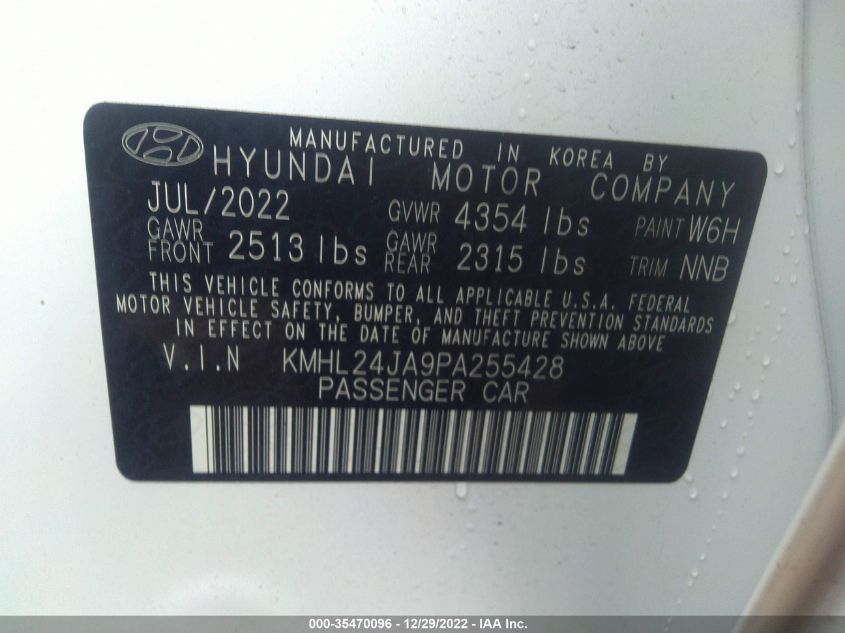 MANUFACTURED IN KOREA BY
HYUNDAI MOTOR COMPANY
JUL/2022 GVWR 4354 lbs PAINT W6H
GAWR FRONT 2513 lbs GAWR REAR 2315 lbs TRIM NNB
THIS VEHICLE CONFORMS TO ALL APPLICABLE U.S.A. FEDERAL
MOTOR VEHICLE SAFETY, BUMPER, AND THEFT PREVENTION STANDARDS
IN EFFECT ON THE DATE OF MANUFACTURE SHOWN ABOVE
V.I.N KMHL24JA9PA255428
PASSENGER CAR
000-35470096 - 12/29/2022 - IAA Inc.